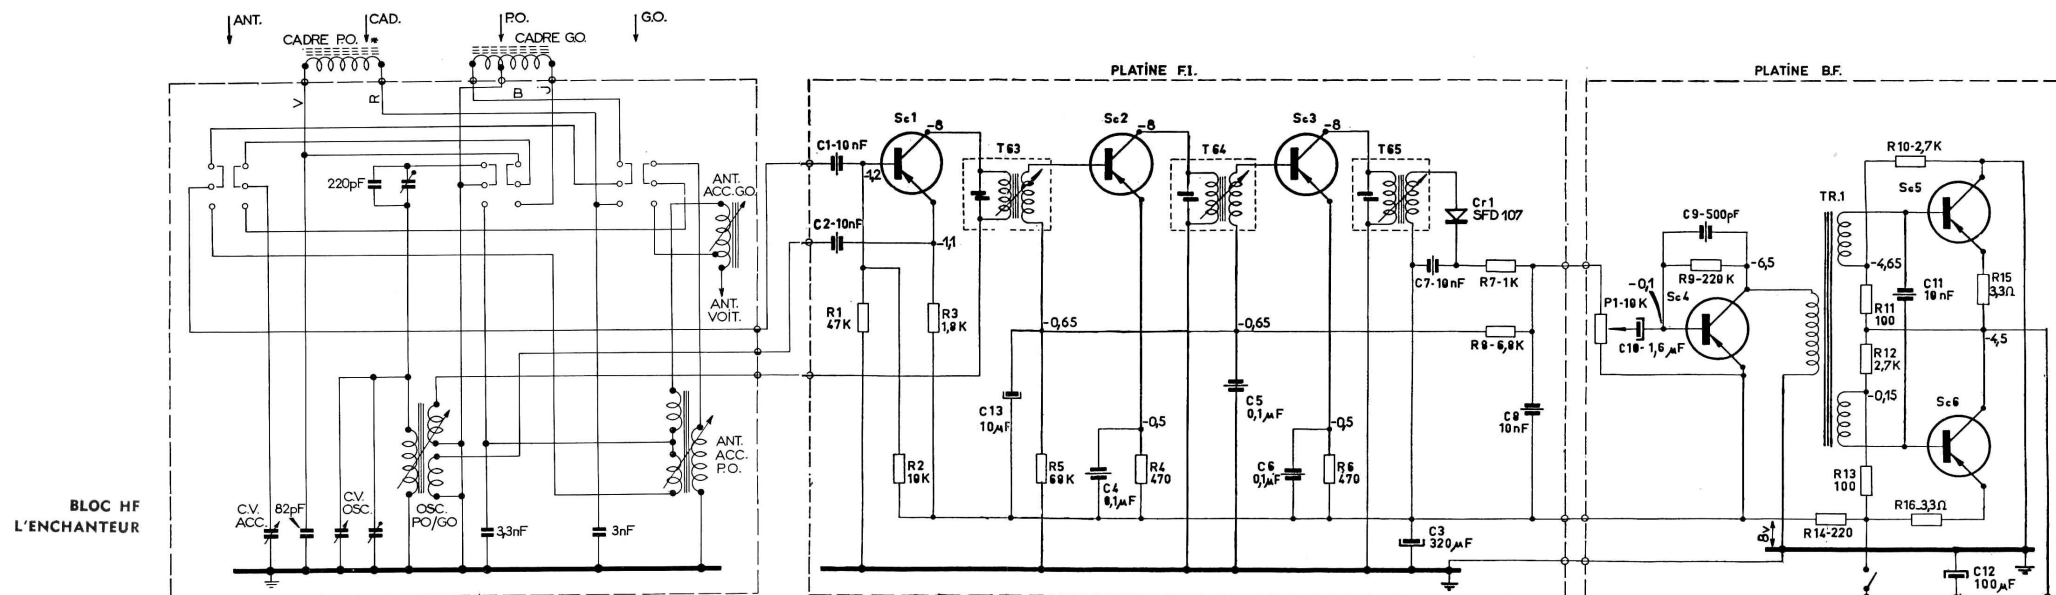 ANT.
CAD.
P.O.
G.O.
CADRE P.O. *
CADRE G.O.
V
R
B
J
220pF
ANT.
ACC.GO.
ANT.
VOIT.
C.V.
ACC.
82pF
C.V.
OSC.
OSC.
PO/GO
3,3nF
3nF
ANT.
ACC.
P.O.
BLOC HF
L'ENCHANTEUR
PLATINE F.I.
Sc1
-8
C1-10nF
-1,2
C2-10nF
-1,1
R1
47K
R3
1,8K
R2
10K
T63
Sc2
-8
T64
Sc3
-8
T65
Cr1
SFD 107
C7-10nF
R7-1K
-0,65
-0,65
R8-6,8K
C13
10µF
C5
0,1µF
C8
10nF
R5
68K
-0,5
C4
0,1µF
R4
470
-0,5
C6
0,1µF
R6
470
C3
320µF
PLATINE B.F.
R10-2,7K
Sc5
TR.1
C9-500pF
R9-220K
-6,5
-0,1
Sc4
P1-10K
C10-1,6µF
-4,65
R11
100
C11
10nF
R15
3,3Ω
-4,5
R12
2,7K
-0,15
Sc6
R13
100
R16_3,3Ω
R14-220
8v
C12
100µF